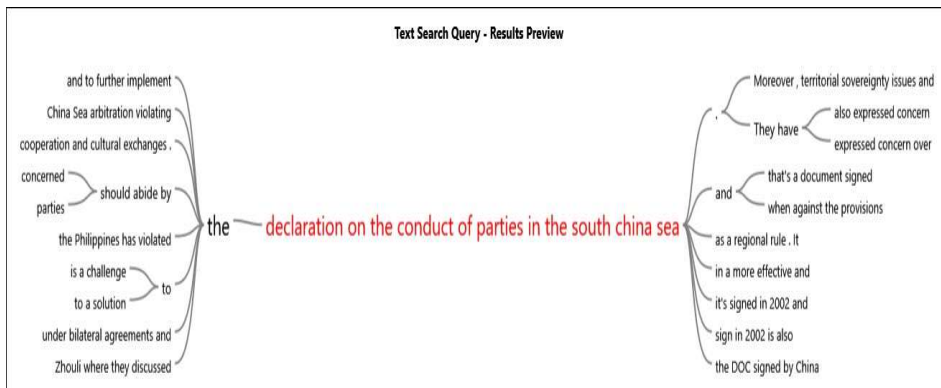 Text Search Query - Results Preview
and to further implement
China Sea arbitration violating
cooperation and cultural exchanges .
concerned
parties
should abide by
the Philippines has violated
is a challenge
to a solution
to
under bilateral agreements and
Zhouli where they discussed
the
declaration on the conduct of parties in the south china sea
.
Moreover , territorial sovereignty issues and
They have
also expressed concern
expressed concern over
and
that's a document signed
when against the provisions
as a regional rule . It
in a more effective and
it's signed in 2002 and
sign in 2002 is also
the DOC signed by China